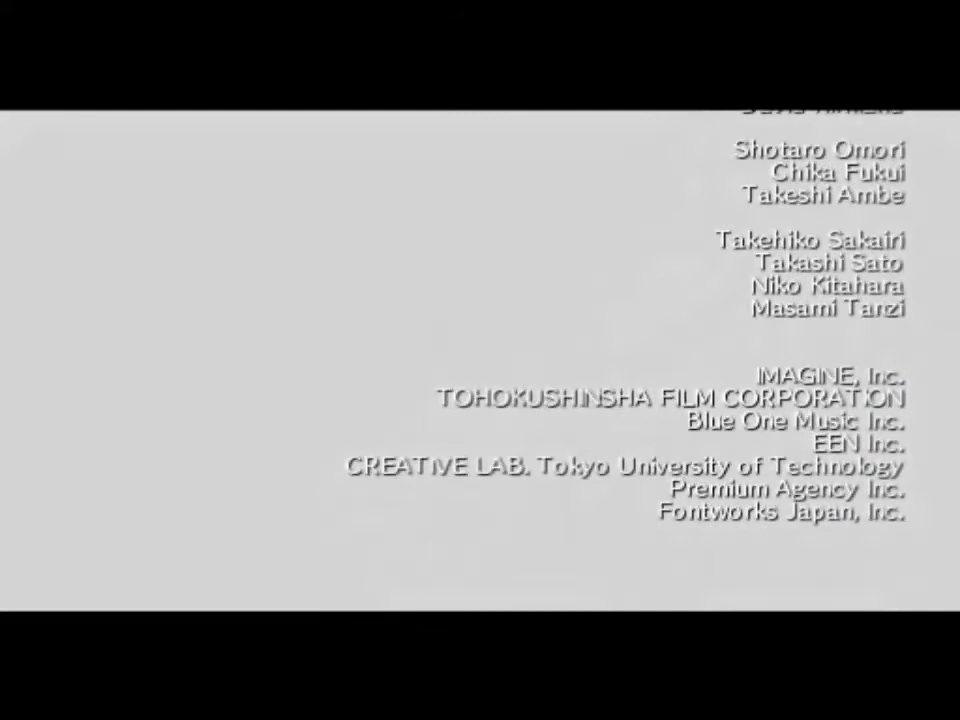 Shotaro Omori
Chika Fukui
Takeshi Ambe
Takehiko Sakairi
Takashi Sato
Niko Kitahara
Masami Tanzi
IMAGINE, Inc.
TOHOKUSHINSHA FILM CORPORATION
Blue One Music Inc.
EEN Inc.
CREATIVE LAB. Tokyo University of Technology
Premium Agency Inc.
Fontworks Japan, Inc.